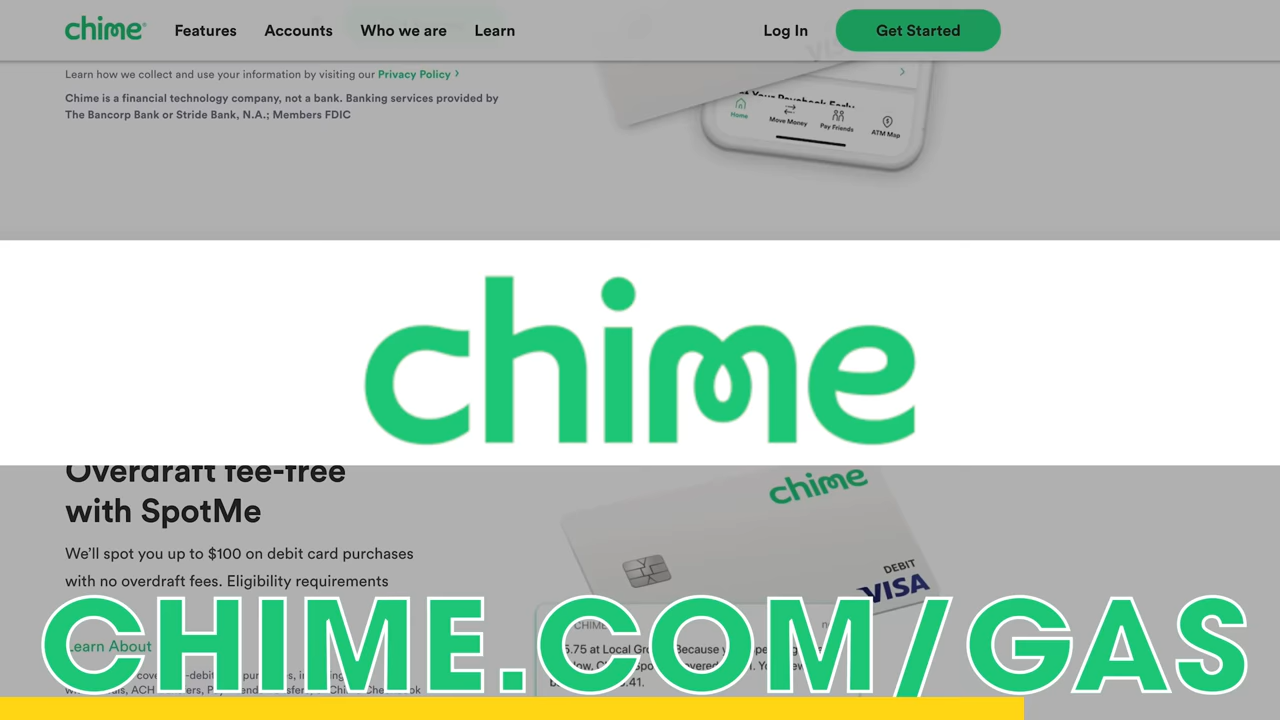 chime
Features
Accounts
Who we are
Learn
Log In
Get Started
Learn how we collect and use your information by visiting our Privacy Policy
Chime is a financial technology company, not a bank. Banking services provided by
The Bancorp Bank or Stride Bank, N.A.; Members FDIC
Home
Move Money
Pay Friends
ATM Map
chime
Overdraft fee-free
with SpotMe
We'll spot you up to $100 on debit card purchases
with no overdraft fees. Eligibility requirements
chime
DEBIT
VISA
Learn About
CHIME.COM/GAS